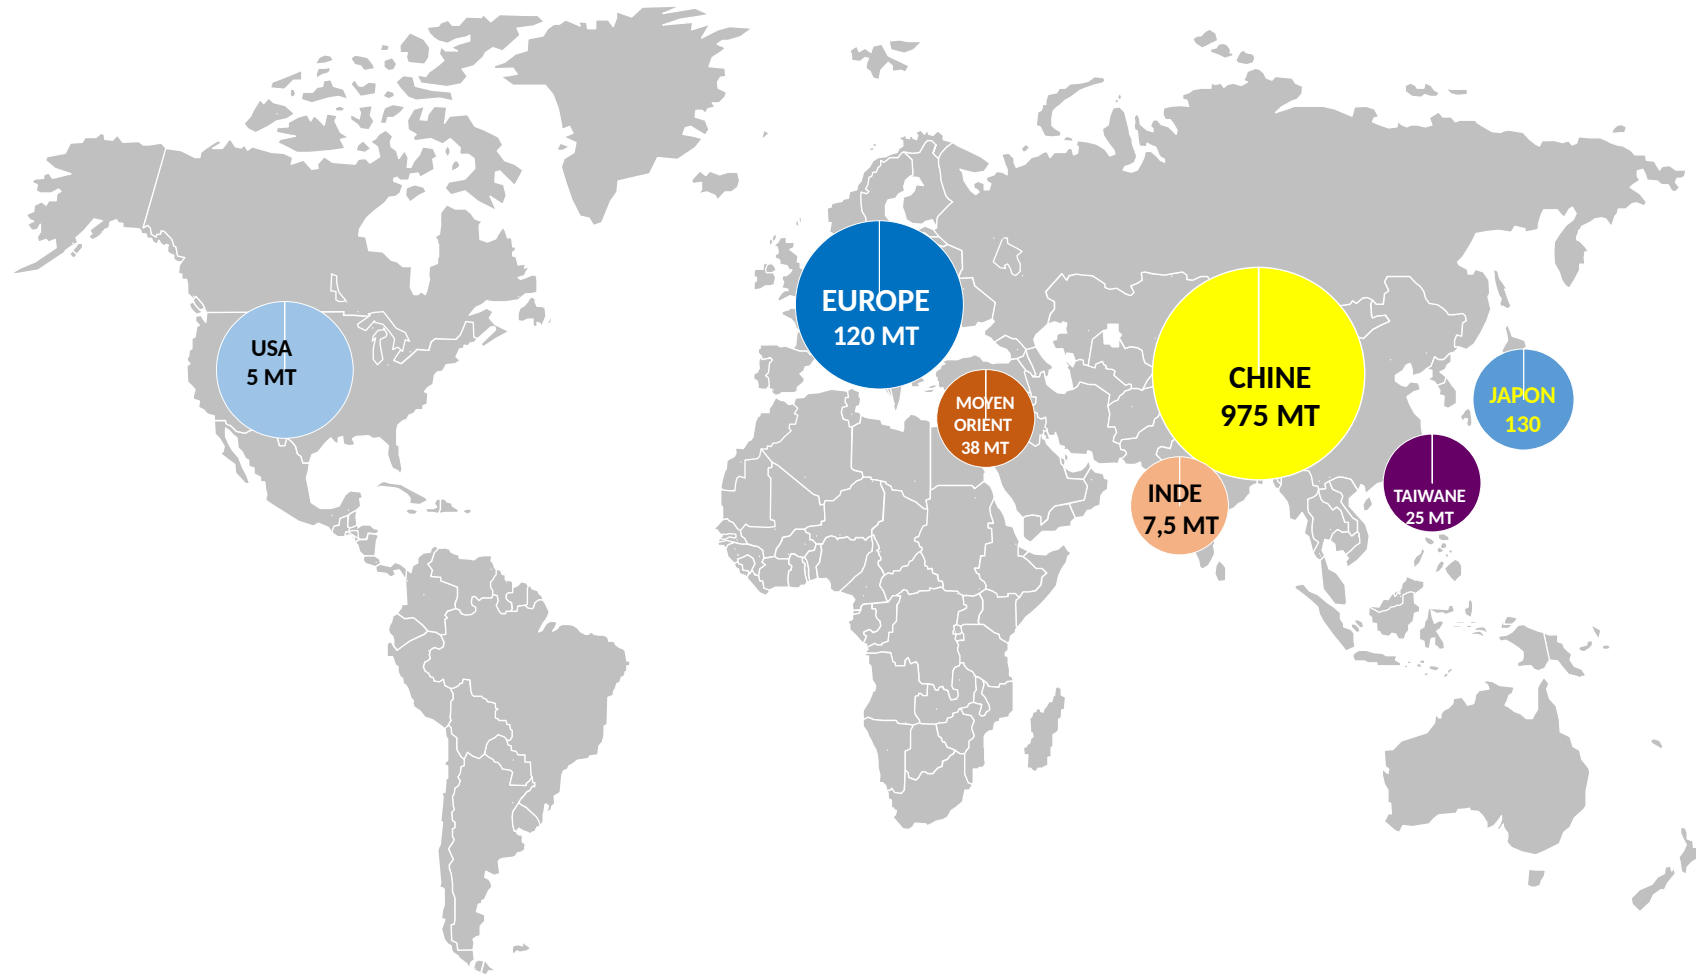 USA
5 MT
EUROPE
120 MT
MOYEN
ORIENT
38 MT
CHINE
975 MT
INDE
7,5 MT
JAPON
130
TAIWANE
25 MT